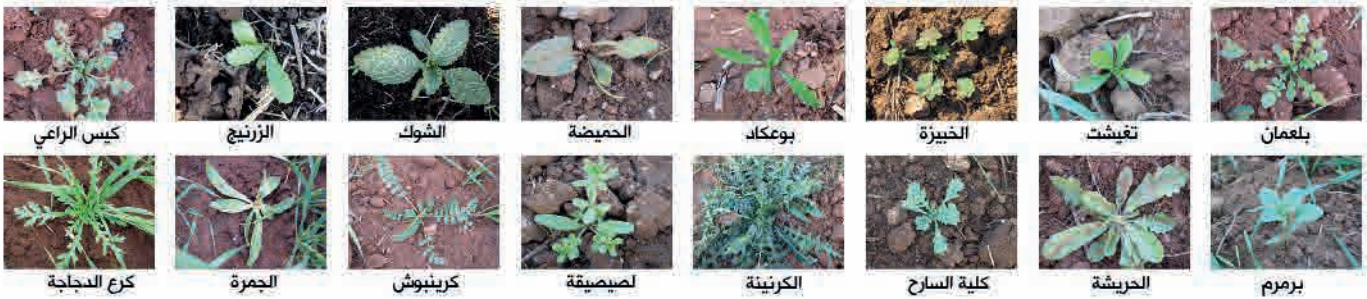 بلعمان تغيشت الخبيزة بوعكاد الحميضة الشوك الزرنيج كيس الراعي
برمرم الحريشة كلية السارح الكرنينة لصيصيقة كرينبوش الجمرة كرع الدجاجة